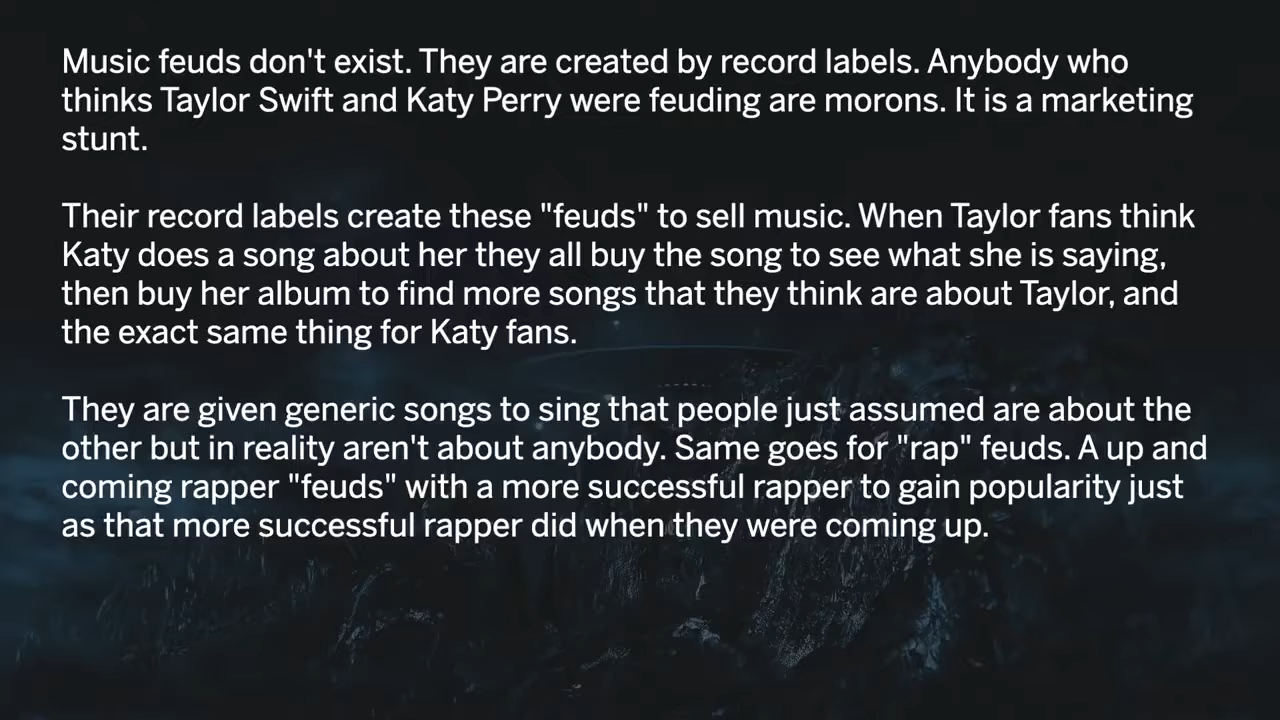 Music feuds don't exist. They are created by record labels. Anybody who
thinks Taylor Swift and Katy Perry were feuding are morons. It is a marketing
stunt.
Their record labels create these "feuds" to sell music. When Taylor fans think
Katy does a song about her they all buy the song to see what she is saying,
then buy her album to find more songs that they think are about Taylor, and
the exact same thing for Katy fans.
They are given generic songs to sing that people just assumed are about the
other but in reality aren't about anybody. Same goes for "rap" feuds. A up and
coming rapper "feuds" with a more successful rapper to gain popularity just
as that more successful rapper did when they were coming up.